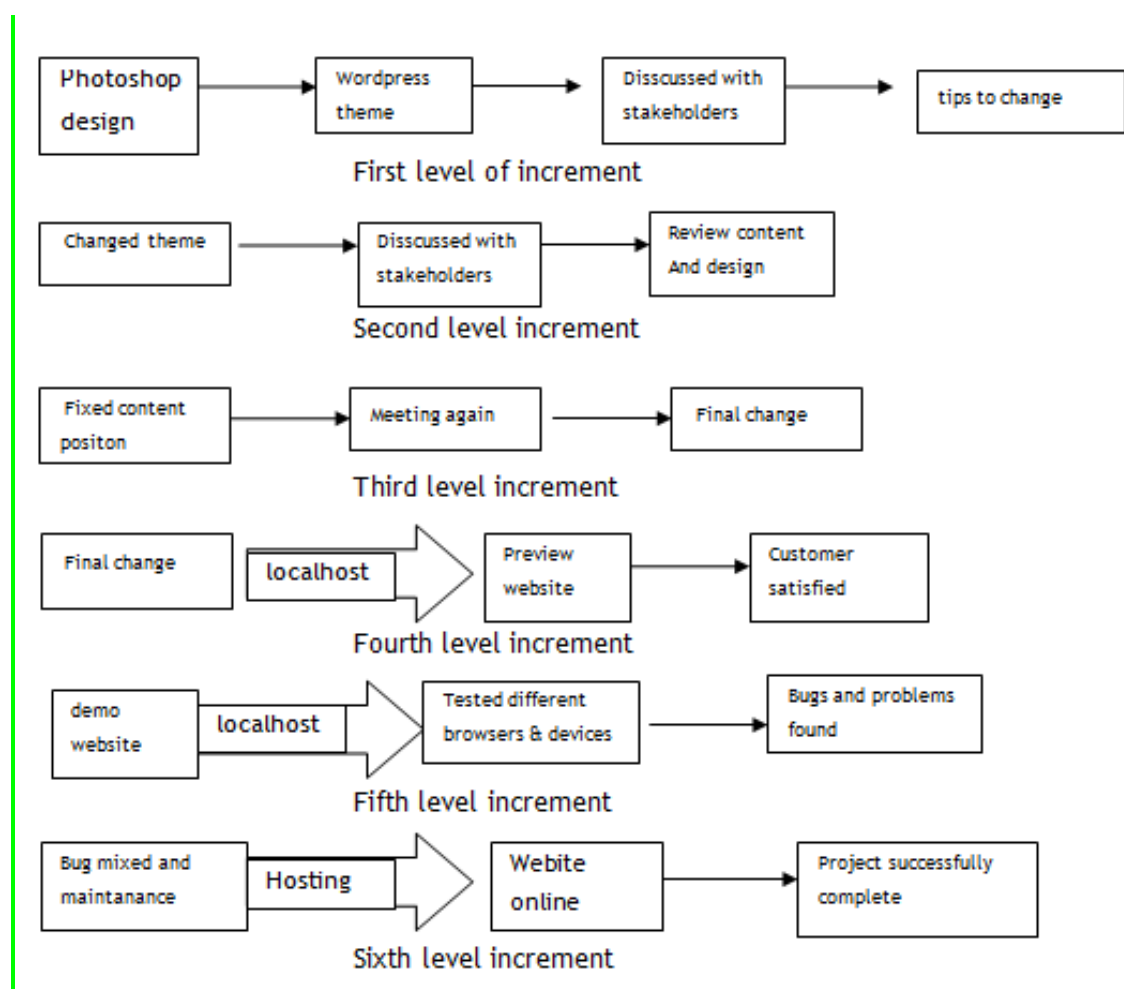 Photoshop
design
Wordpress
theme
Disscussed with
stakeholders
tips to change
First level of increment
Changed theme
Disscussed with
stakeholders
Review content
And design
Second level increment
Fixed content
positon
Meeting again
Final change
Third level increment
Final change
localhost
Preview
website
Customer
satisfied
Fourth level increment
demo
website
localhost
Tested different
browsers & devices
Bugs and problems
found
Fifth level increment
Bug mixed and
maintanance
Hosting
Webite
online
Project successfully
complete
Sixth level increment